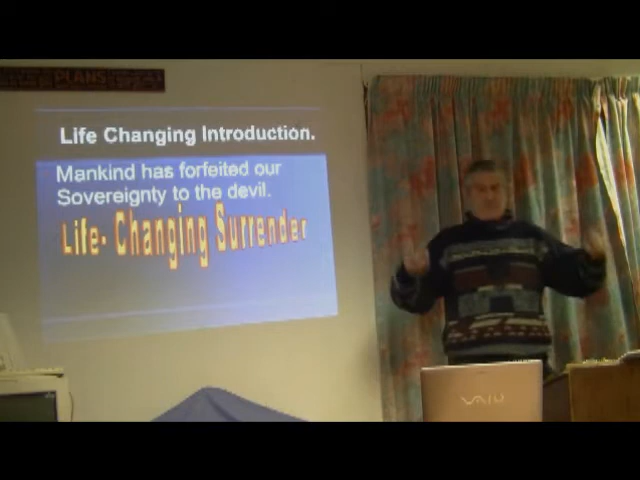 PLANS
Life Changing Introduction.
Mankind has forfeited our
Sovereignty to the devil.
Life- Changing Surrender
VAIO